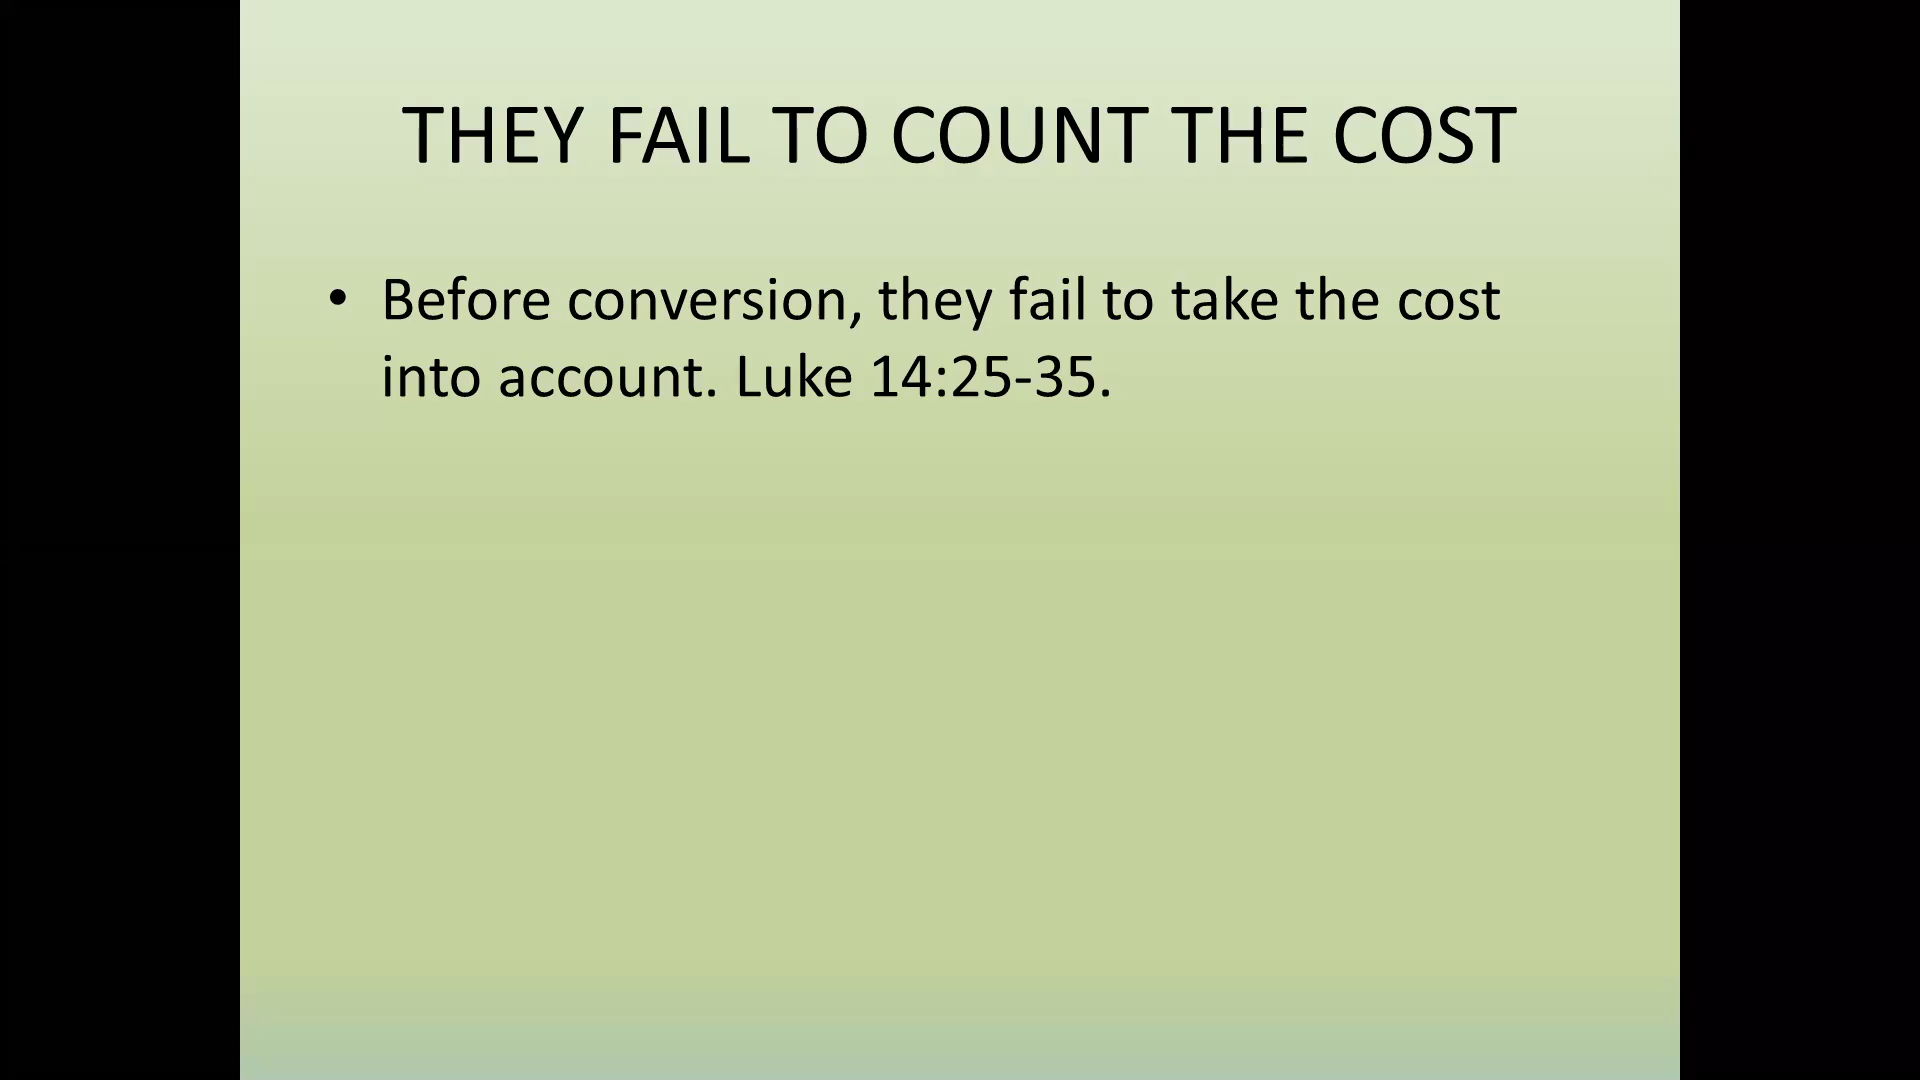 THEY FAIL TO COUNT THE COST
• Before conversion, they fail to take the cost
into account. Luke 14:25-35.